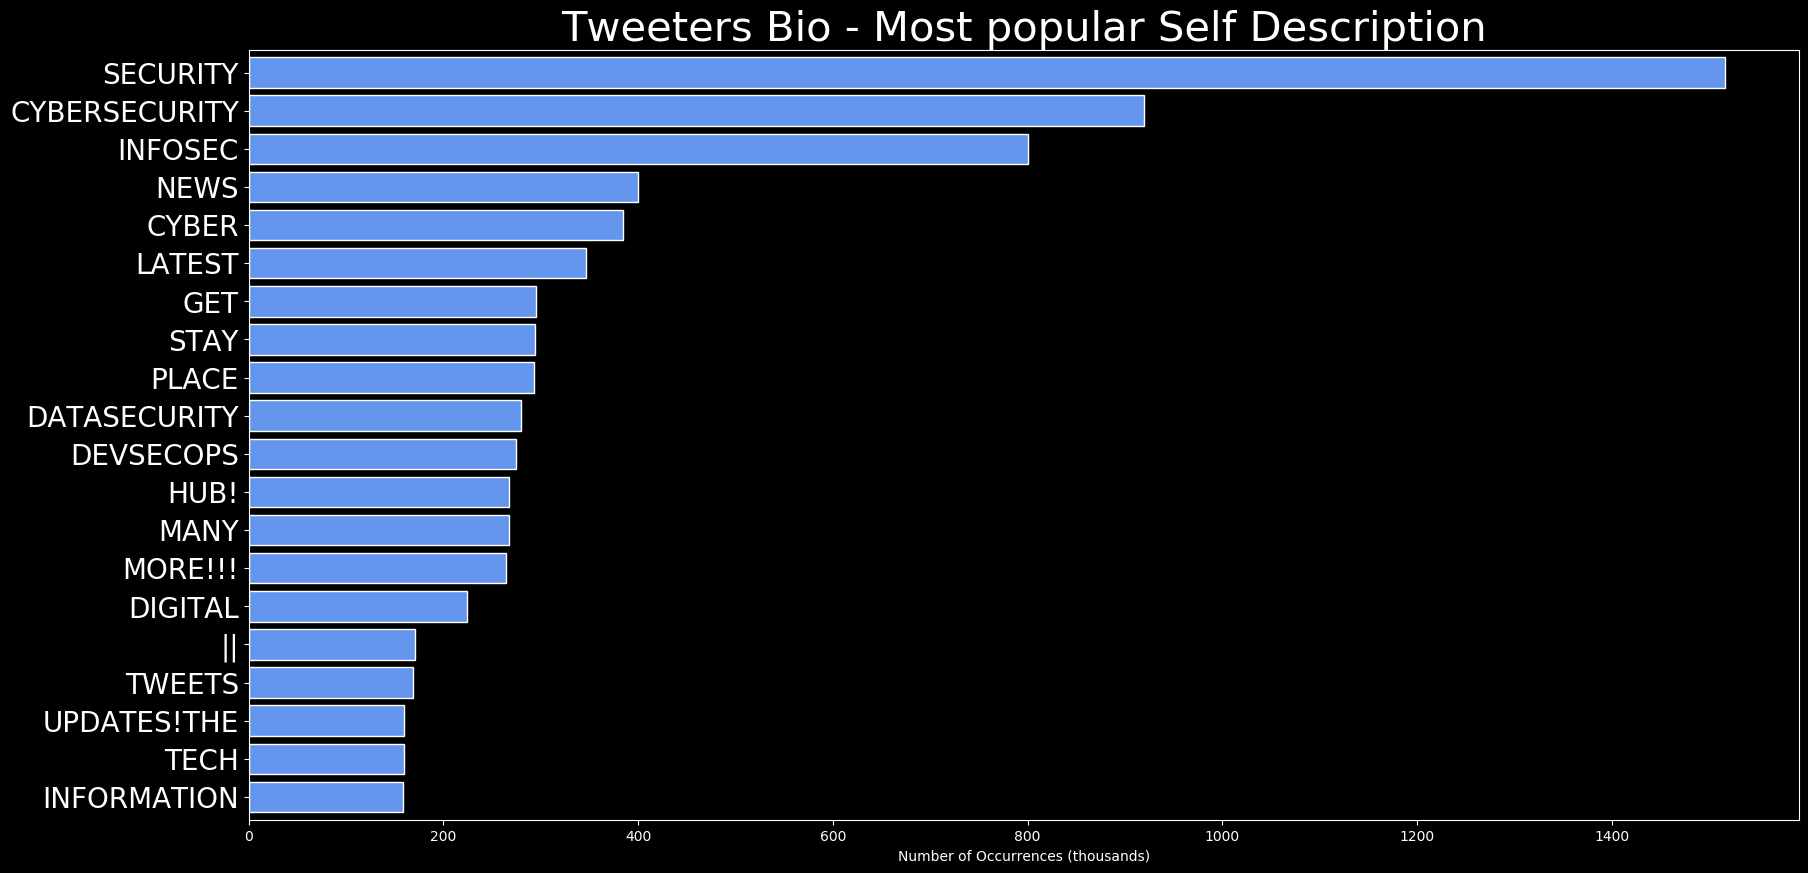 Tweeters Bio - Most popular Self Description
SECURITY
CYBERSECURITY
INFOSEC
NEWS
CYBER
LATEST
GET
STAY
PLACE
DATASECURITY
DEVSECOPS
HUB!
MANY
MORE!!!
DIGITAL
||
TWEETS
UPDATES!THE
TECH
INFORMATION
0 200 400 600 800 1000 1200 1400
Number of Occurrences (thousands)